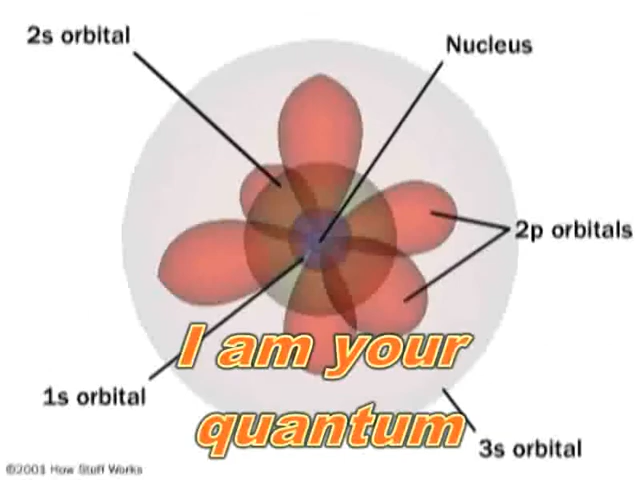 2s orbital
Nucleus
2p orbitals
I am your
1s orbital
quantum
3s orbital
©2001 How Stuff Works